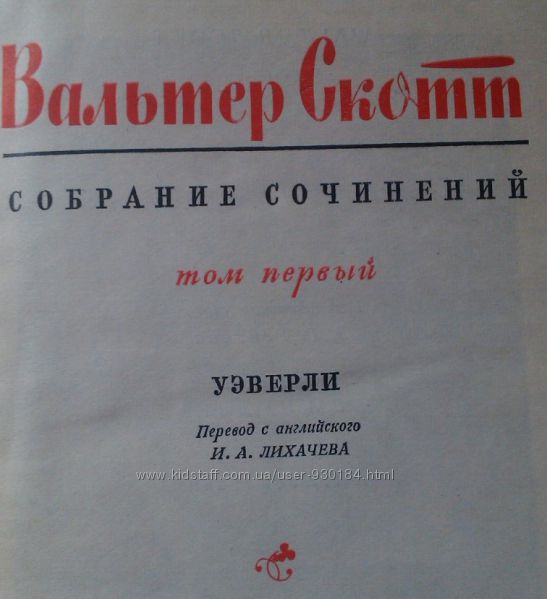 Вальтер Скотт
СОБРАНИЕ СОЧИНЕНИЙ
том первый
УЭВЕРЛИ
Перевод с английского
И. А. ЛИХАЧЕВА
www.kidstaff.com.ua/user-930184.html